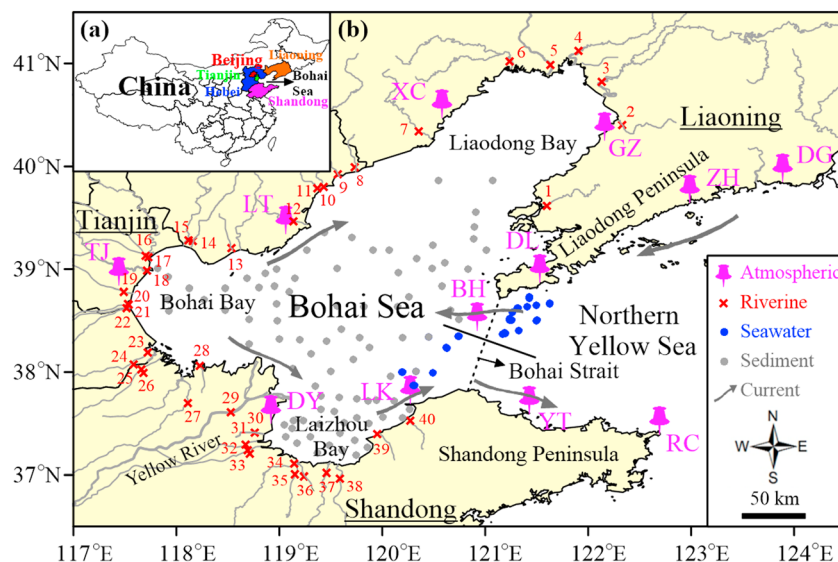 (a)
Beijing
Liaoning
Tianjin
Bohai
Sea
China
Hebei
Shandong
(b)
41°N
40°N
39°N
38°N
37°N
117°E
118°E
119°E
120°E
121°E
122°E
123°E
124°E
6
5
4
3
XC
7
Liaodong Bay
2
GZ
Liaoning
DG
ZH
Liaodong Peninsula
1
8
9
10
11
12
LT
Tianjin
15
14
13
16
17
18
TJ
19
20
21
22
Bohai Bay
Bohai Sea
DL
BH
Northern
Yellow Sea
Bohai Strait
23
24
25
26
27
28
29
30
31
32
33
DY
LK
Laizhou
Bay
YT
RC
40
39
34
35
36
37
38
Yellow River
Shandong Peninsula
Shandong
Atmospheric
Riverine
Seawater
Sediment
Current
N
W
E
S
50 km